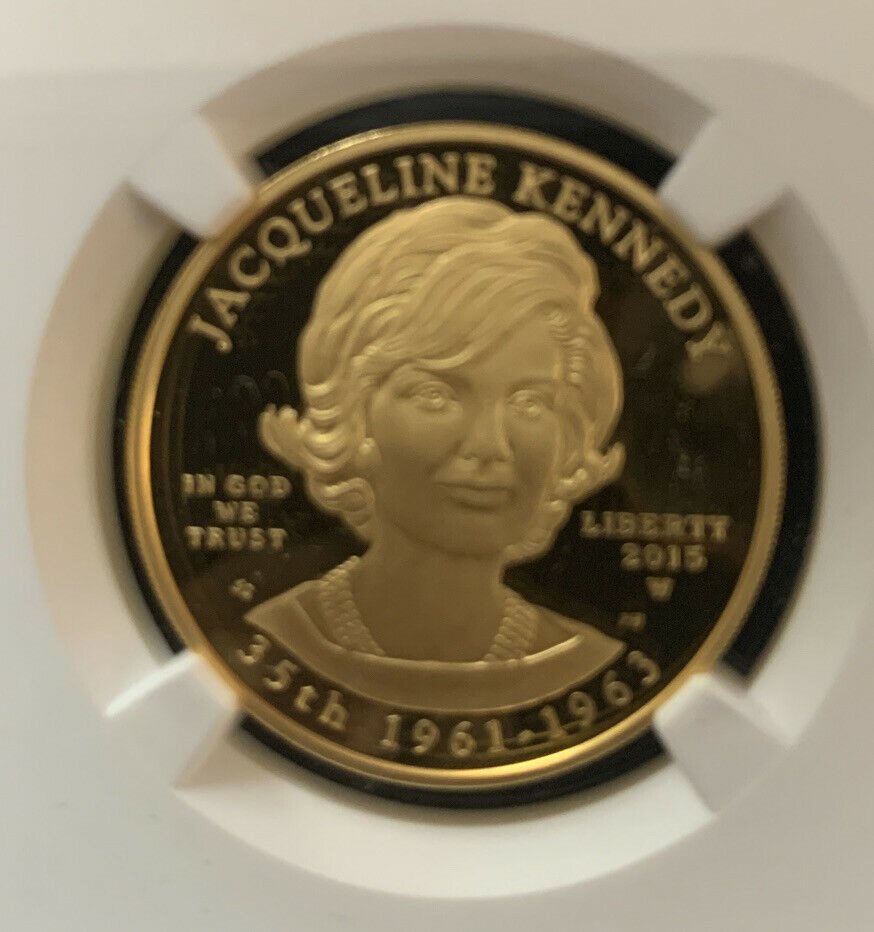 JACQUELINE KENNEDY
IN GOD
WE
TRUST
LIBERTY
2015
W
35th 1961-1963